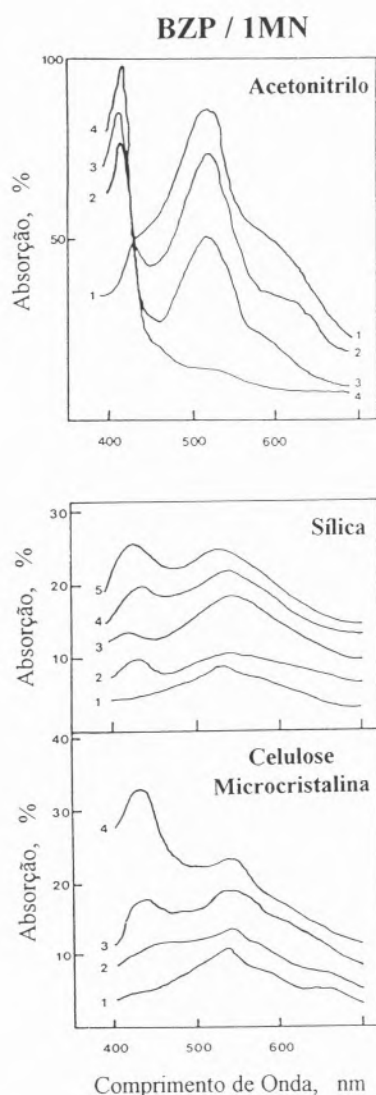 BZP / 1MN
Acetonitrilo
Absorção, %
100
50
4
3
2
1
1
2
3
4
400 500 600
Sílica
Absorção, %
30
20
10
5
4
3
2
1
Celulose
Microcristalina
Absorção, %
40
30
20
10
4
3
2
1
400 500 600
Comprimento de Onda, nm